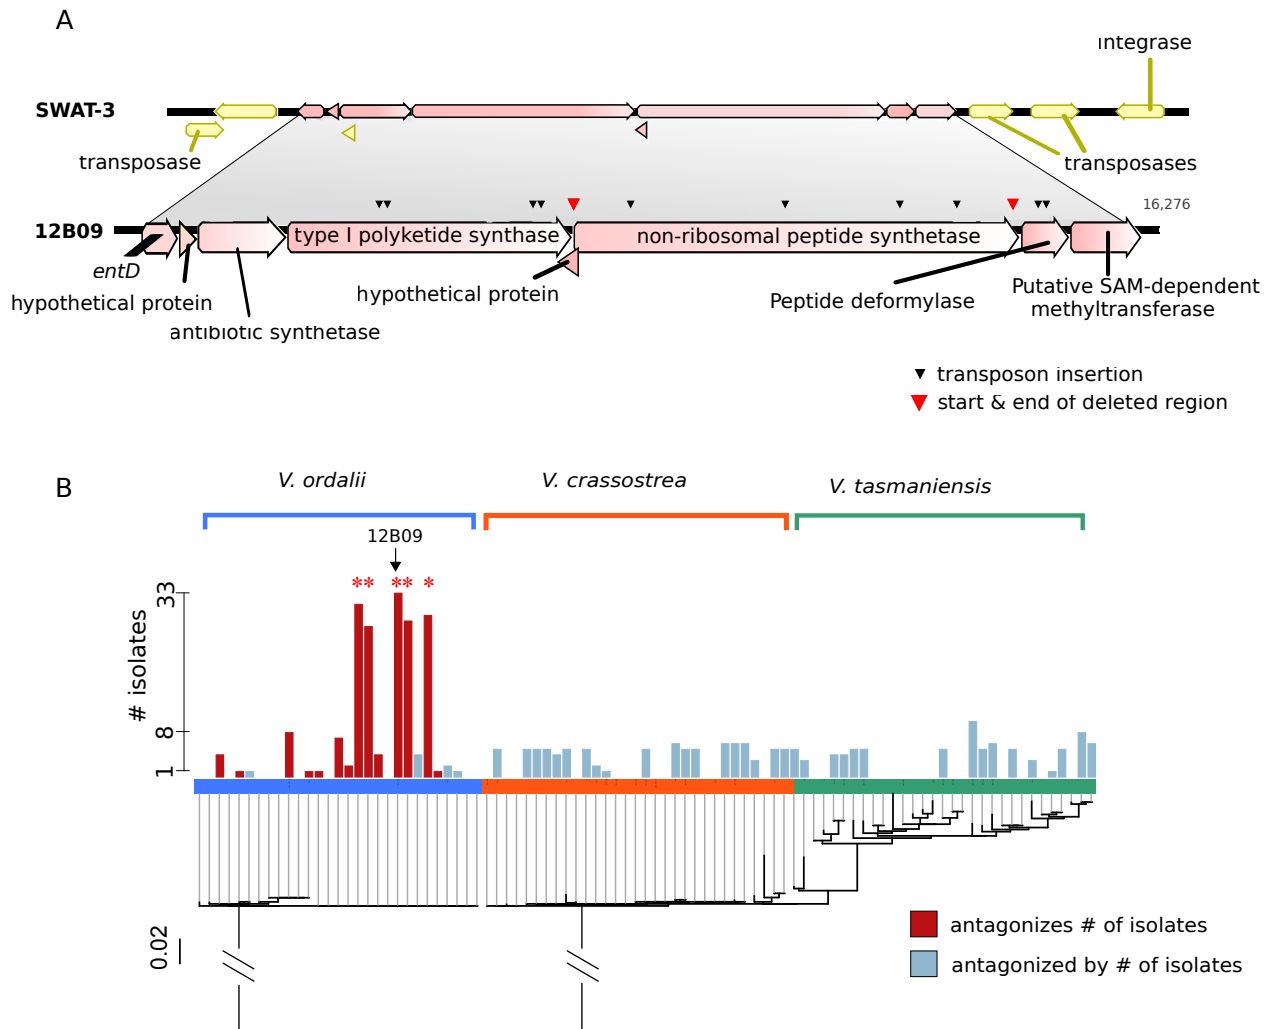 A
integrase
SWAT-3
transposase
transposases
16,276
12B09
type I polyketide synthase
non-ribosomal peptide synthetase
entD
hypothetical protein
hypothetical protein
Peptide deformylase
Putative SAM-dependent
methyltransferase
antibiotic synthetase
transposon insertion
start & end of deleted region
B
V. ordalii
V. crassostrea
V. tasmaniensis
12B09
** ** *
33
8
1
# isolates
0.02
antagonizes # of isolates
antagonized by # of isolates